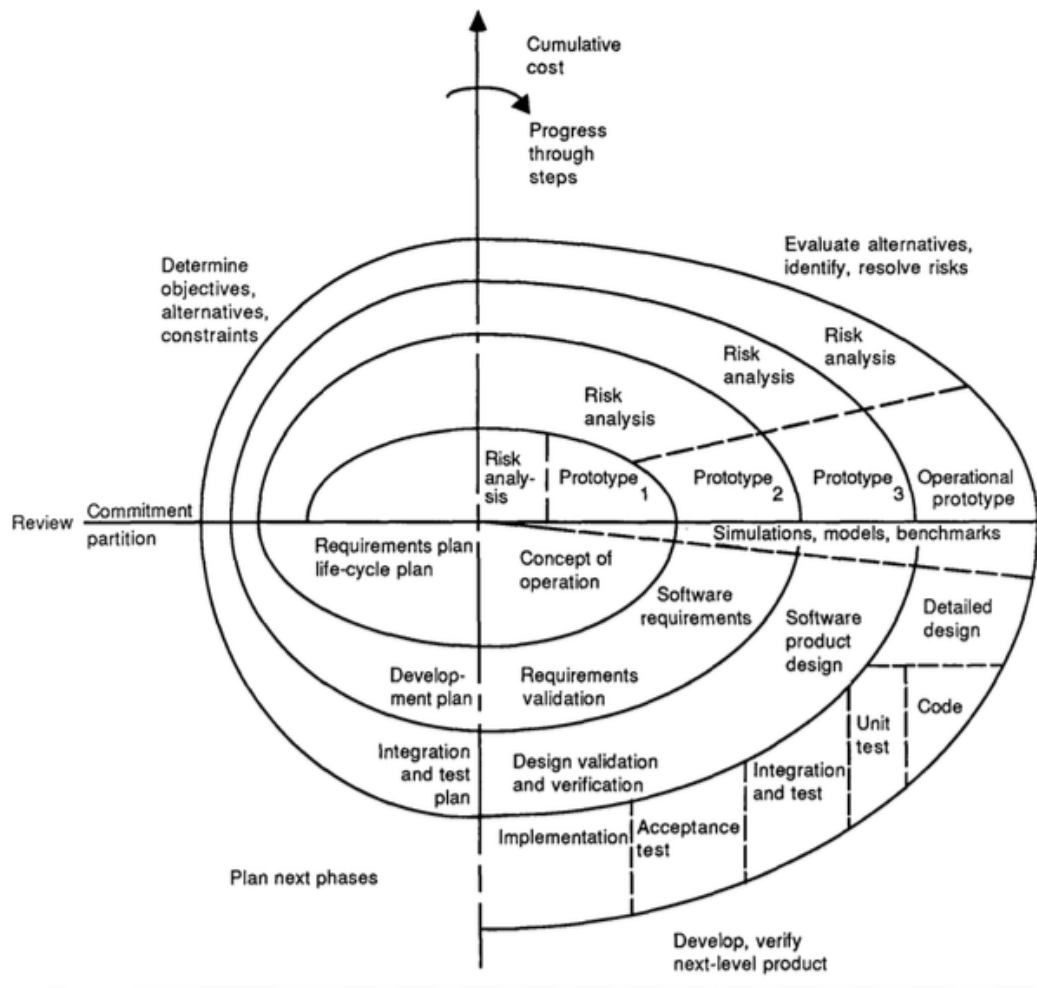 Cumulative
cost
Progress
through
steps
Evaluate alternatives,
identify, resolve risks
Determine
objectives,
alternatives,
constraints
Risk
analysis
Risk
analysis
Risk
analysis
Risk
analy-
sis
Prototype 1
Prototype 2
Prototype 3
Operational
prototype
Review
Commitment
partition
Simulations, models, benchmarks
Requirements plan
life-cycle plan
Concept of
operation
Software
requirements
Software
product
design
Detailed
design
Develop-
ment plan
Requirements
validation
Code
Unit
test
Integration
and test
plan
Design validation
and verification
Integration
and test
Acceptance
test
Implementation
Plan next phases
Develop, verify
next-level product